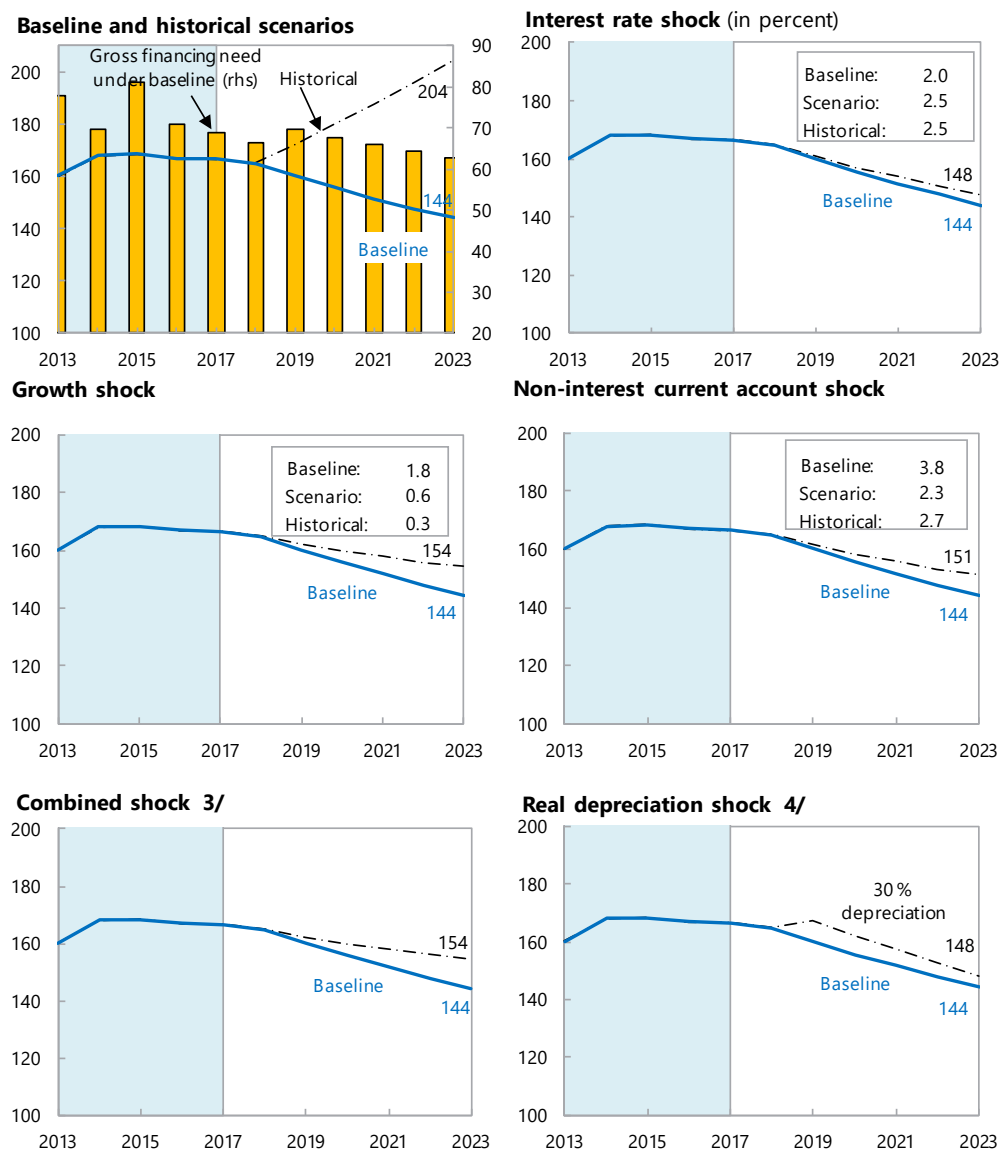 Baseline and historical scenarios
Gross financing need
under baseline (rhs)
Historical
204
144
Baseline
200
180
160
140
120
100
90
80
70
60
50
40
30
20
2013 2015 2017 2019 2021 2023
Interest rate shock (in percent)
Baseline: 2.0
Scenario: 2.5
Historical: 2.5
148
Baseline
144
200
180
160
140
120
100
2013 2015 2017 2019 2021 2023
Growth shock
Baseline: 1.8
Scenario: 0.6
Historical: 0.3
154
Baseline
144
200
180
160
140
120
100
2013 2015 2017 2019 2021 2023
Non-interest current account shock
Baseline: 3.8
Scenario: 2.3
Historical: 2.7
151
Baseline
144
200
180
160
140
120
100
2013 2015 2017 2019 2021 2023
Combined shock 3/
154
Baseline
144
200
180
160
140
120
100
2013 2015 2017 2019 2021 2023
Real depreciation shock 4/
30 %
depreciation
148
Baseline
144
200
180
160
140
120
100
2013 2015 2017 2019 2021 2023